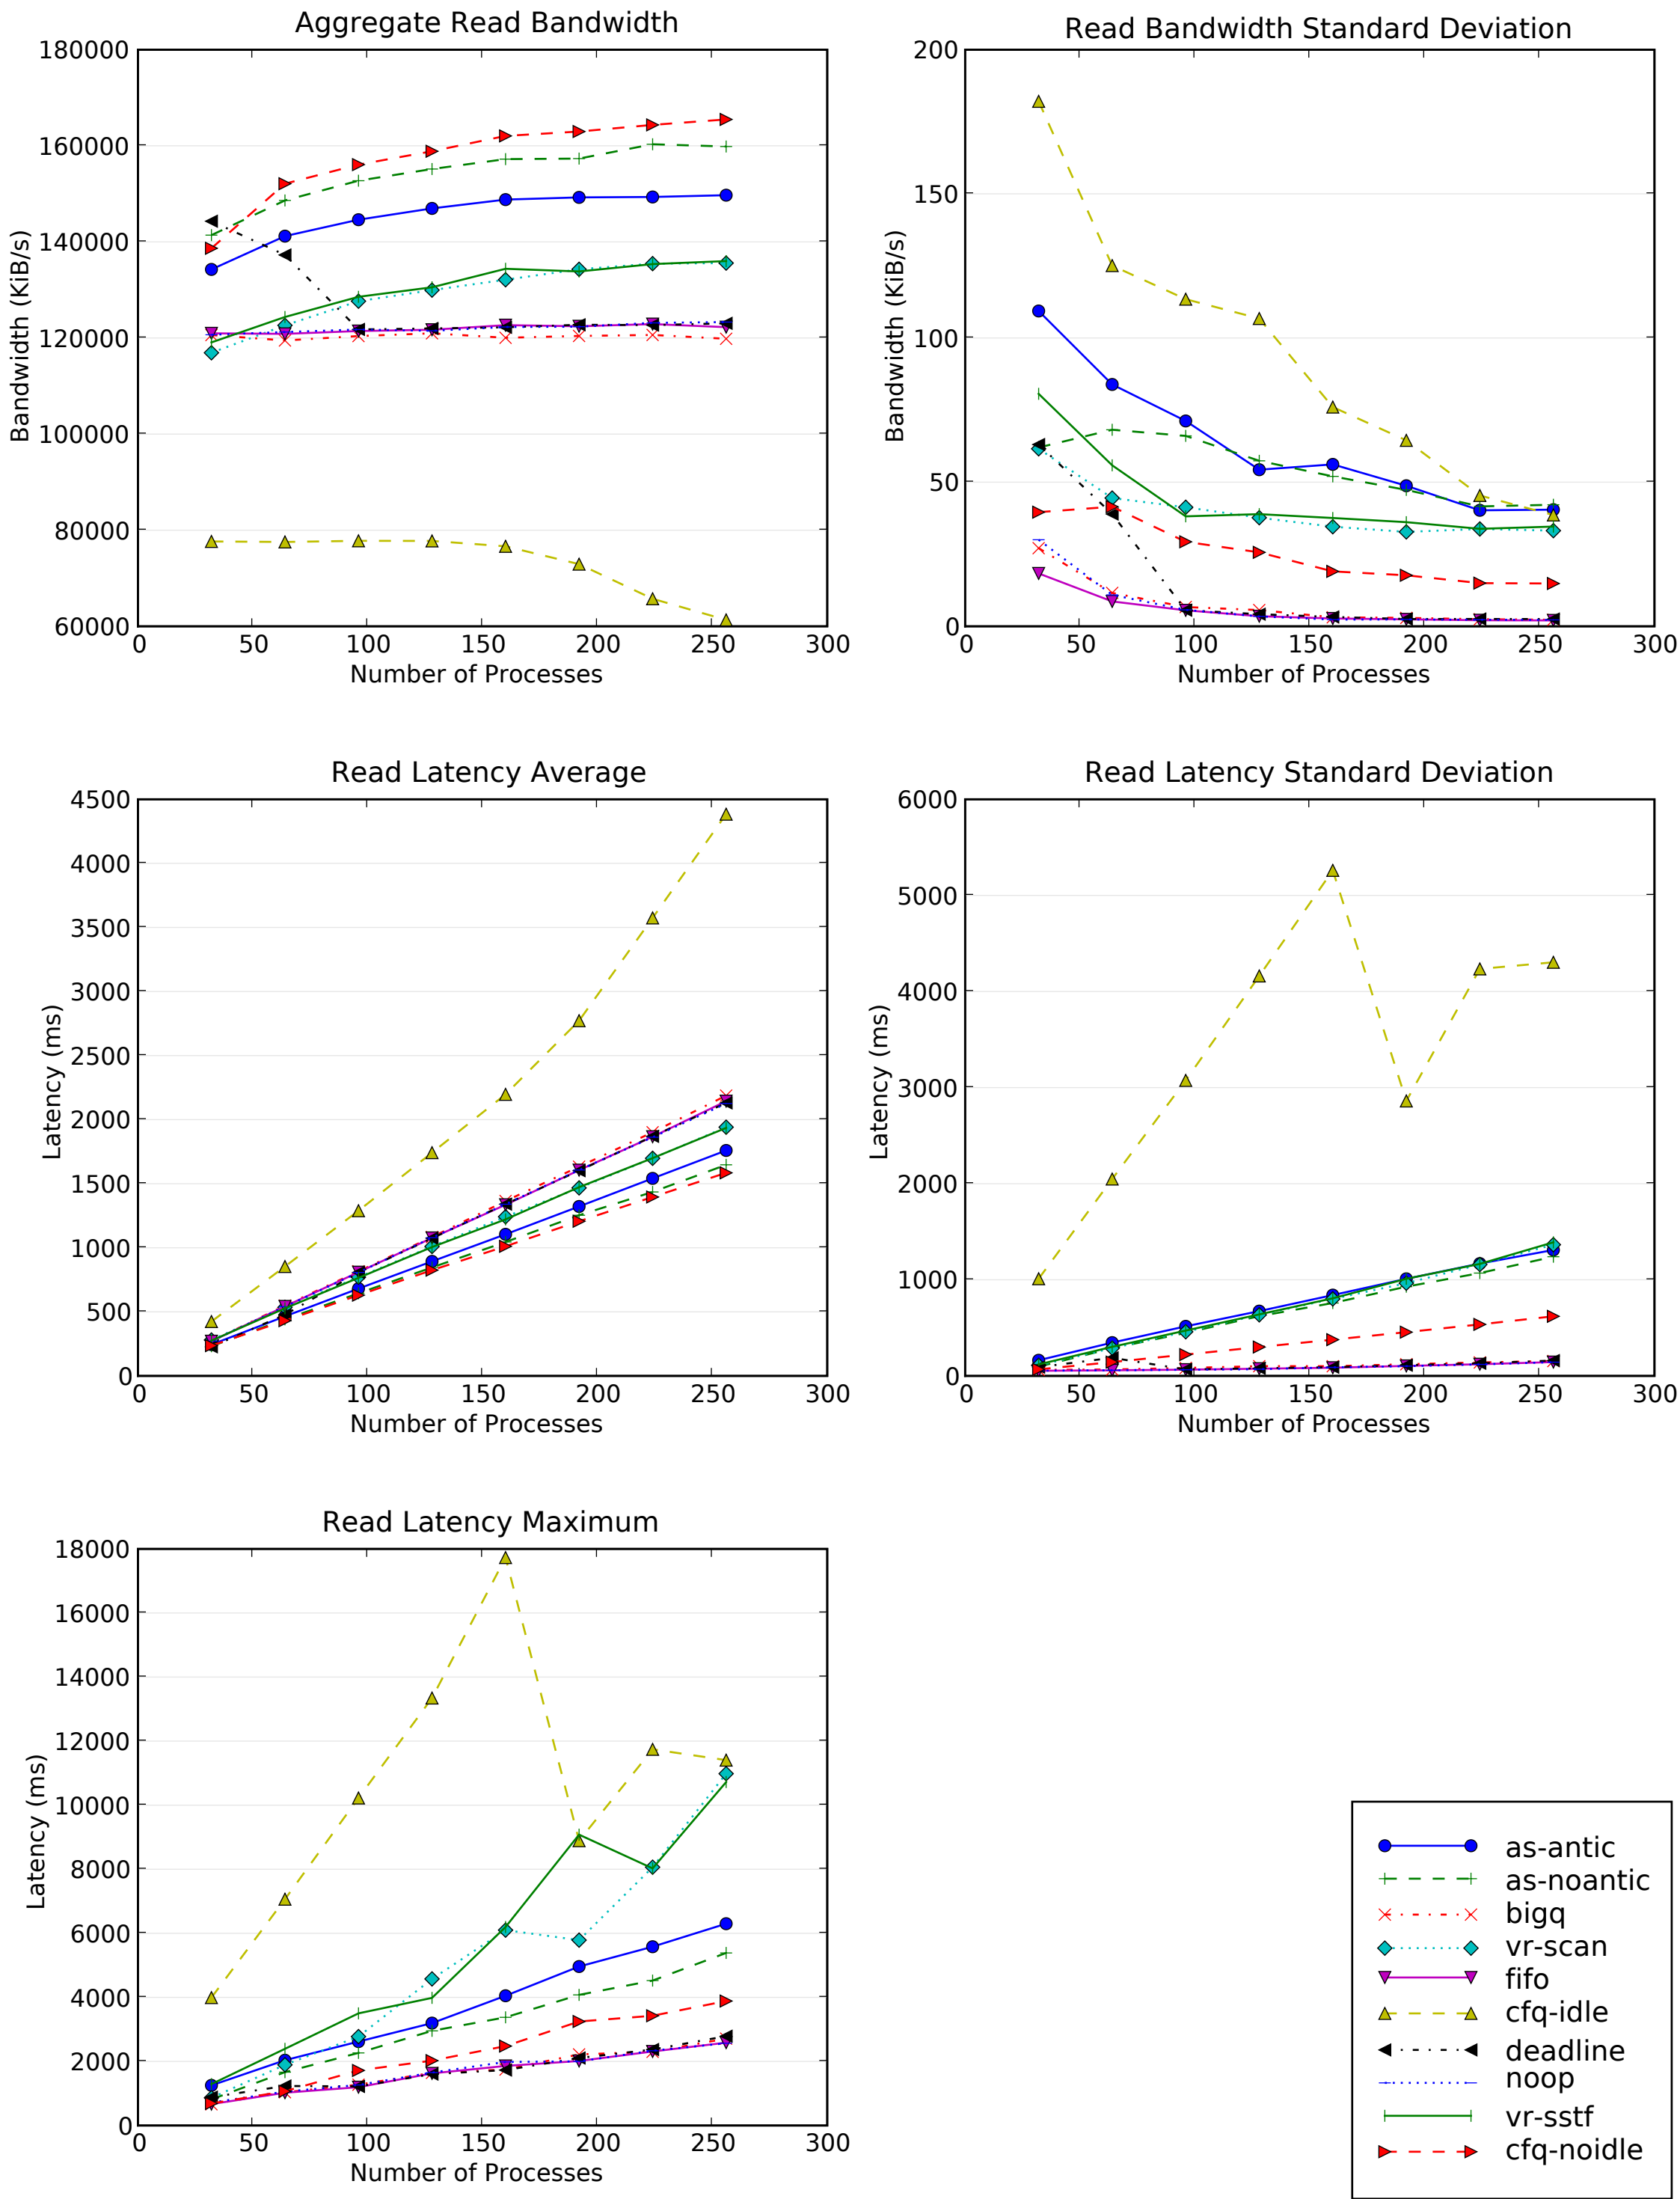 Aggregate Read Bandwidth
180000
160000
140000
120000
100000
80000
60000
Bandwidth (KiB/s)
0
50
100
150
200
250
300
Number of Processes
Read Bandwidth Standard Deviation
200
150
100
50
0
Bandwidth (KiB/s)
0
50
100
150
200
250
300
Number of Processes
Read Latency Average
4500
4000
3500
3000
2500
2000
1500
1000
500
0
Latency (ms)
0
50
100
150
200
250
300
Number of Processes
Read Latency Standard Deviation
6000
5000
4000
3000
2000
1000
0
Latency (ms)
0
50
100
150
200
250
300
Number of Processes
Read Latency Maximum
18000
16000
14000
12000
10000
8000
6000
4000
2000
0
Latency (ms)
0
50
100
150
200
250
300
Number of Processes
as-antic
as-noantic
bigq
vr-scan
fifo
cfq-idle
deadline
noop
vr-sstf
cfq-noidle